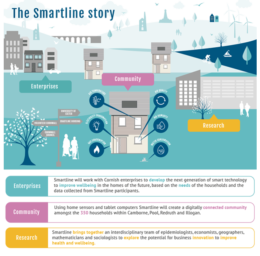 The Smartline story
Community
Enterprises
Research
Enterprises
Smartline will work with Cornish enterprises to develop the next generation of smart technology
to improve wellbeing in the homes of the future, based on the needs of the households and the
data collected from Smartline participants.
Community
Using home sensors and tablet computers Smartline will create a digitally connected community
amongst the households within Camborne, Pool, Redruth and Illogan.
Research
Smartline brings together an interdisciplinary team of epidemiologists, economists, geographers,
mathematicians and sociologists to explore the potential for business innovation to improve
health and wellbeing.